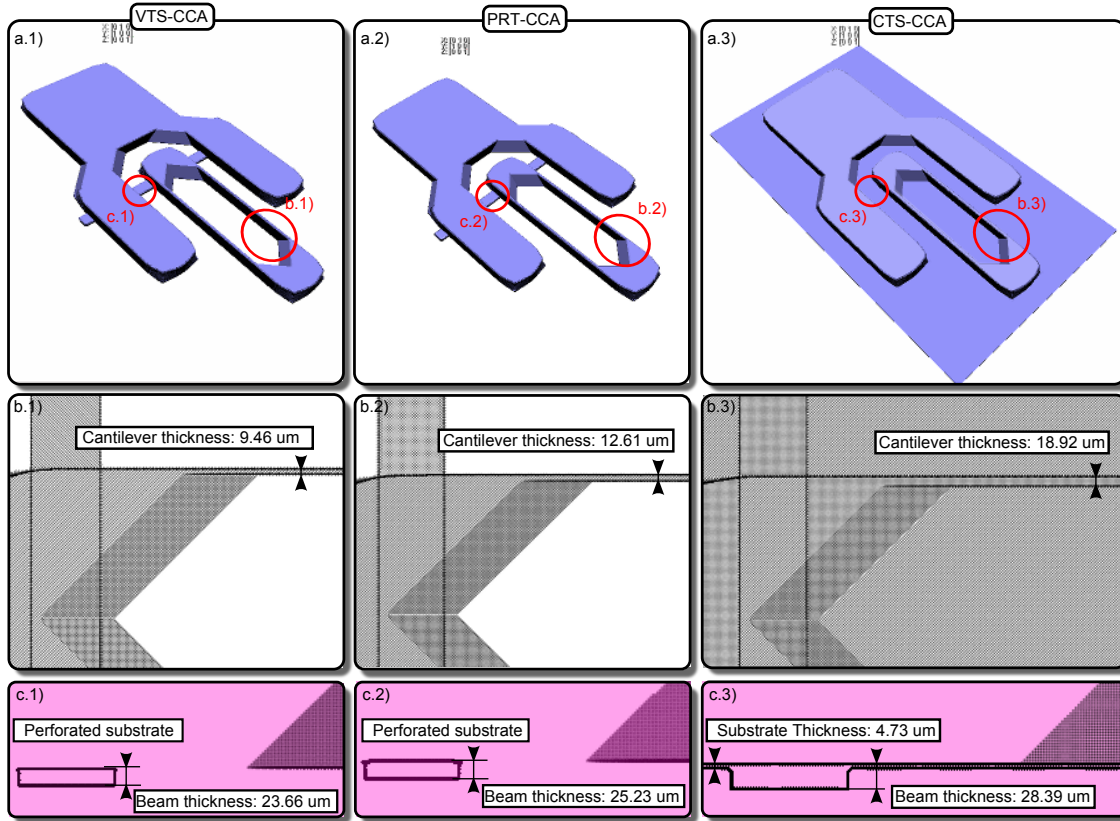 VTS-CCA
PRT-CCA
CTS-CCA
a.1)
a.2)
a.3)
c.1)
b.1)
c.2)
b.2)
c.3)
b.3)
b.1)
Cantilever thickness: 9.46 um
b.2)
Cantilever thickness: 12.61 um
b.3)
Cantilever thickness: 18.92 um
c.1)
Perforated substrate
Beam thickness: 23.66 um
c.2)
Perforated substrate
Beam thickness: 25.23 um
c.3)
Substrate Thickness: 4.73 um
Beam thickness: 28.39 um